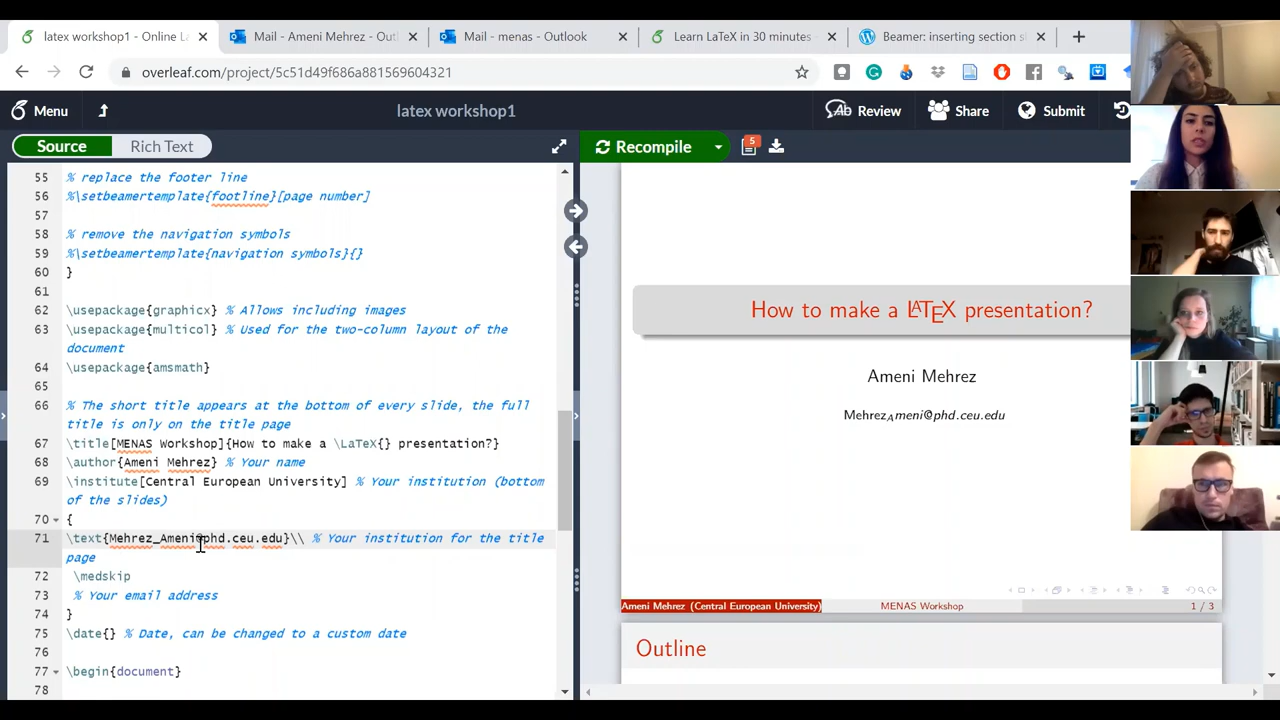 latex workshop1 - Online La
Mail - Ameni Mehrez - Outl
Mail - menas - Outlook
Learn LaTeX in 30 minutes -
Beamer: inserting section s
overleaf.com/project/5c51d49f686a881589604321
Menu
latex workshop1
Review
Share
Submit
Source
Rich Text
Recompile
5
55 % replace the footer line
56 %\setbeamertemplate{footline}[page number]
57
58 % remove the navigation symbols
59 %\setbeamertemplate{navigation symbols}{}
60 }
61
62 \usepackage{graphicx} % Allows including images
63 \usepackage{multicol} % Used for the two-column layout of the
document
64 \usepackage{amsmath}
65
66 % The short title appears at the bottom of every slide, the full
title is only on the title page
67 \title[MENAS Workshop]{How to make a \LaTeX{} presentation?}
68 \author{Ameni Mehrez} % Your name
69 \institute[Central European University] % Your institution (bottom
of the slides)
70 {
71 \text{Mehrez_Ameni@phd.ceu.edu}\\ % Your institution for the title
page
72 \medskip
73 % Your email address
74 }
75 \date{} % Date, can be changed to a custom date
76
77 \begin{document}
78
How to make a LATEX presentation?
Ameni Mehrez
MehrezAmeni@phd.ceu.edu
Ameni Mehrez (Central European University)
MENAS Workshop
1 / 3
Outline